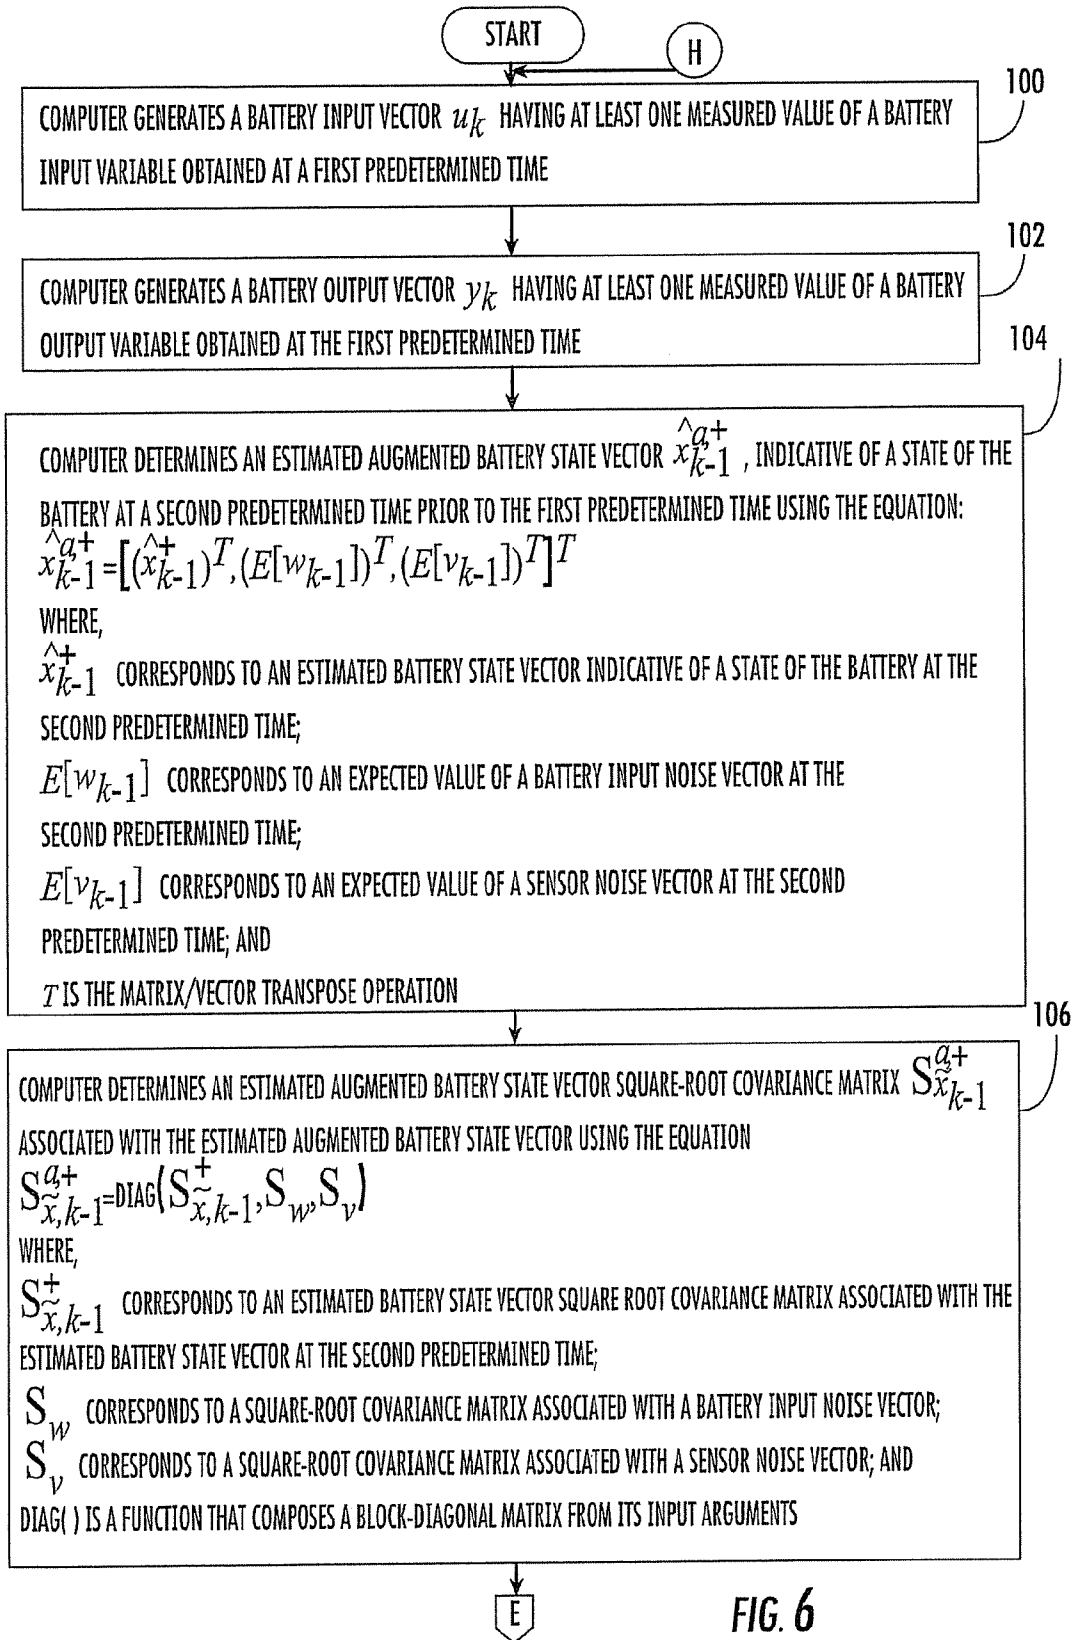 START
H
100
COMPUTER GENERATES A BATTERY INPUT VECTOR u_k HAVING AT LEAST ONE MEASURED VALUE OF A BATTERY
INPUT VARIABLE OBTAINED AT A FIRST PREDETERMINED TIME
102
COMPUTER GENERATES A BATTERY OUTPUT VECTOR y_k HAVING AT LEAST ONE MEASURED VALUE OF A BATTERY
OUTPUT VARIABLE OBTAINED AT THE FIRST PREDETERMINED TIME
104
COMPUTER DETERMINES AN ESTIMATED AUGMENTED BATTERY STATE VECTOR x̂_{k-1}^{a,+}, INDICATIVE OF A STATE OF THE
BATTERY AT A SECOND PREDETERMINED TIME PRIOR TO THE FIRST PREDETERMINED TIME USING THE EQUATION:
x̂_{k-1}^{a,+}=[(x̂_{k-1}^{+})^T,(E[w_{k-1}])^T,(E[v_{k-1}])^T]^T
WHERE,
x̂_{k-1}^{+} CORRESPONDS TO AN ESTIMATED BATTERY STATE VECTOR INDICATIVE OF A STATE OF THE BATTERY AT THE
SECOND PREDETERMINED TIME;
E[w_{k-1}] CORRESPONDS TO AN EXPECTED VALUE OF A BATTERY INPUT NOISE VECTOR AT THE
SECOND PREDETERMINED TIME;
E[v_{k-1}] CORRESPONDS TO AN EXPECTED VALUE OF A SENSOR NOISE VECTOR AT THE SECOND
PREDETERMINED TIME; AND
T IS THE MATRIX/VECTOR TRANSPOSE OPERATION
106
COMPUTER DETERMINES AN ESTIMATED AUGMENTED BATTERY STATE VECTOR SQUARE-ROOT COVARIANCE MATRIX S_{x̃k-1}^{a,+}
ASSOCIATED WITH THE ESTIMATED AUGMENTED BATTERY STATE VECTOR USING THE EQUATION
S_{x̃,k-1}^{a,+}=DIAG(S_{x̃,k-1}^{+},S_w,S_v)
WHERE,
S_{x̃,k-1}^{+} CORRESPONDS TO AN ESTIMATED BATTERY STATE VECTOR SQUARE ROOT COVARIANCE MATRIX ASSOCIATED WITH THE
ESTIMATED BATTERY STATE VECTOR AT THE SECOND PREDETERMINED TIME;
S_w CORRESPONDS TO A SQUARE-ROOT COVARIANCE MATRIX ASSOCIATED WITH A BATTERY INPUT NOISE VECTOR;
S_v CORRESPONDS TO A SQUARE-ROOT COVARIANCE MATRIX ASSOCIATED WITH A SENSOR NOISE VECTOR; AND
DIAG( ) IS A FUNCTION THAT COMPOSES A BLOCK-DIAGONAL MATRIX FROM ITS INPUT ARGUMENTS
E
FIG. 6